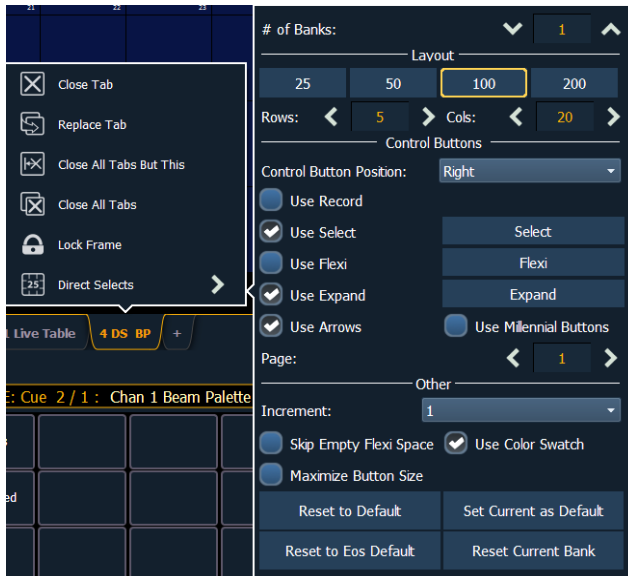 21 22 23
Close Tab
Replace Tab
Close All Tabs But This
Close All Tabs
Lock Frame
25 Direct Selects
1 Live Table 4 DS BP +
E: Cue 2 / 1 : Chan 1 Beam Palette
s
ed
# of Banks: 1
Layout
25 50 100 200
Rows: 5 Cols: 20
Control Buttons
Control Button Position: Right
Use Record
Use Select Select
Use Flexi Flexi
Use Expand Expand
Use Arrows Use Millennial Buttons
Page: 1
Other
Increment: 1
Skip Empty Flexi Space Use Color Swatch
Maximize Button Size
Reset to Default Set Current as Default
Reset to Eos Default Reset Current Bank